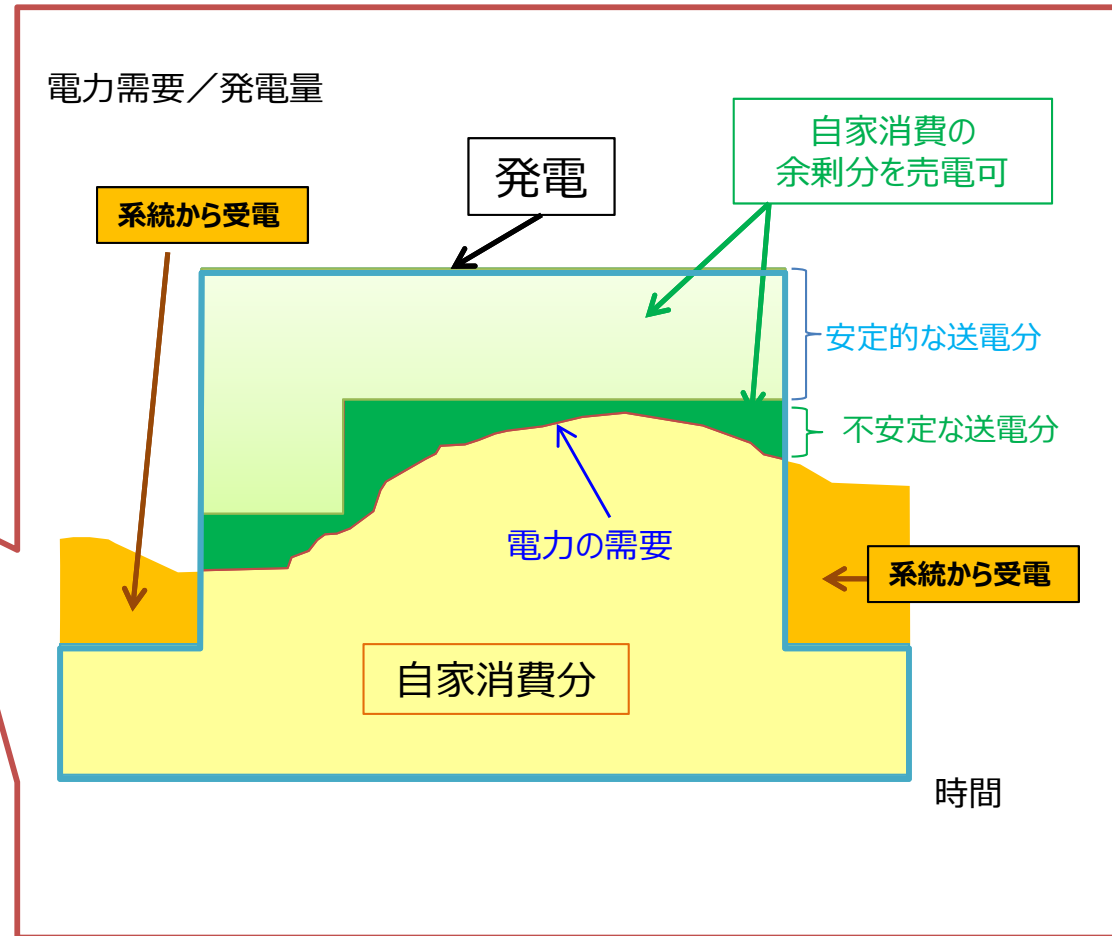 電力需要／発電量
自家消費の
余剰分を売電可
発電
系統から受電
安定的な送電分
不安定な送電分
電力の需要
系統から受電
自家消費分
時間